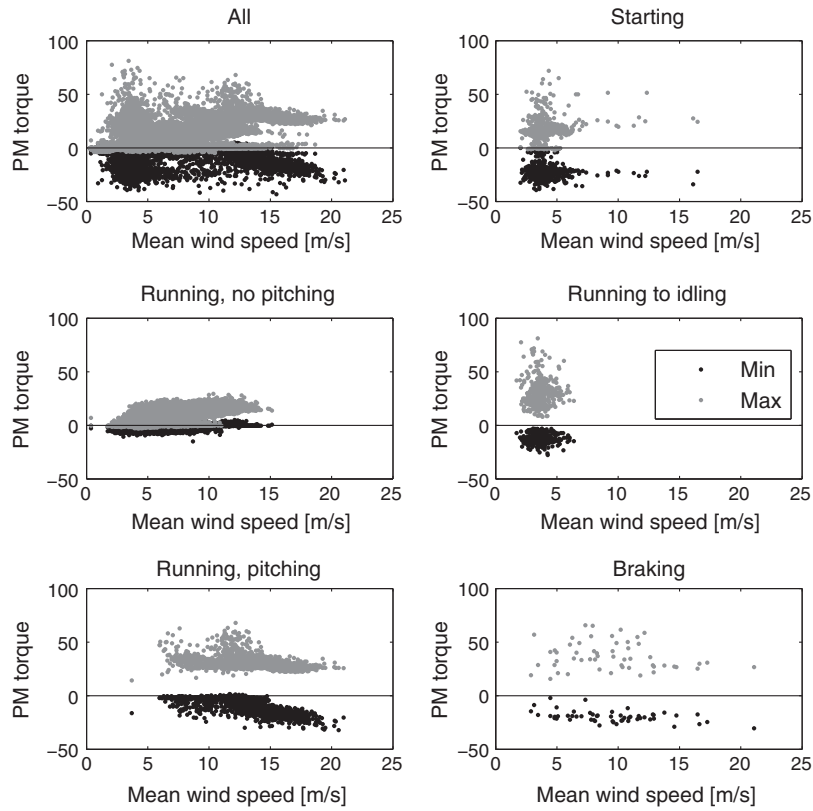 All
PM torque
100
50
0
−50
0 5 10 15 20 25
Mean wind speed [m/s]
Starting
PM torque
100
50
0
−50
0 5 10 15 20 25
Mean wind speed [m/s]
Running, no pitching
PM torque
100
50
0
−50
0 5 10 15 20 25
Mean wind speed [m/s]
Running to idling
PM torque
100
50
0
−50
Min
Max
0 5 10 15 20 25
Mean wind speed [m/s]
Running, pitching
PM torque
100
50
0
−50
0 5 10 15 20 25
Mean wind speed [m/s]
Braking
PM torque
100
50
0
−50
0 5 10 15 20 25
Mean wind speed [m/s]